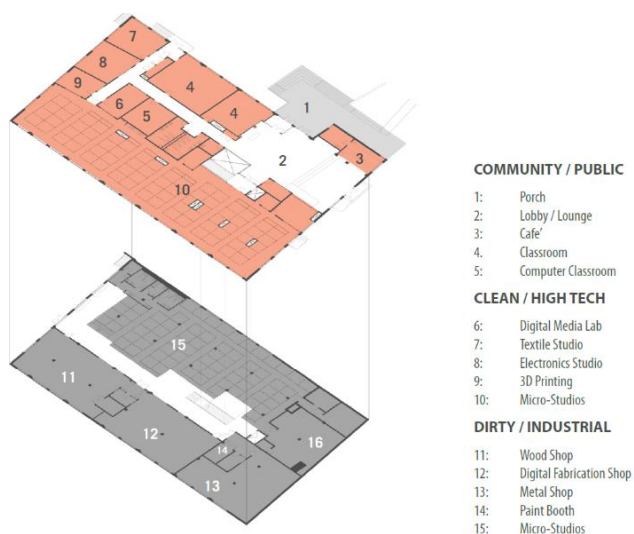 7
8
9
6
5
4
4
1
2
3
10
15
11
12
14
16
13
COMMUNITY / PUBLIC
1: Porch
2: Lobby / Lounge
3: Cafe'
4. Classroom
5: Computer Classroom
CLEAN / HIGH TECH
6: Digital Media Lab
7: Textile Studio
8: Electronics Studio
9: 3D Printing
10: Micro-Studios
DIRTY / INDUSTRIAL
11: Wood Shop
12: Digital Fabrication Shop
13: Metal Shop
14: Paint Booth
15: Micro-Studios